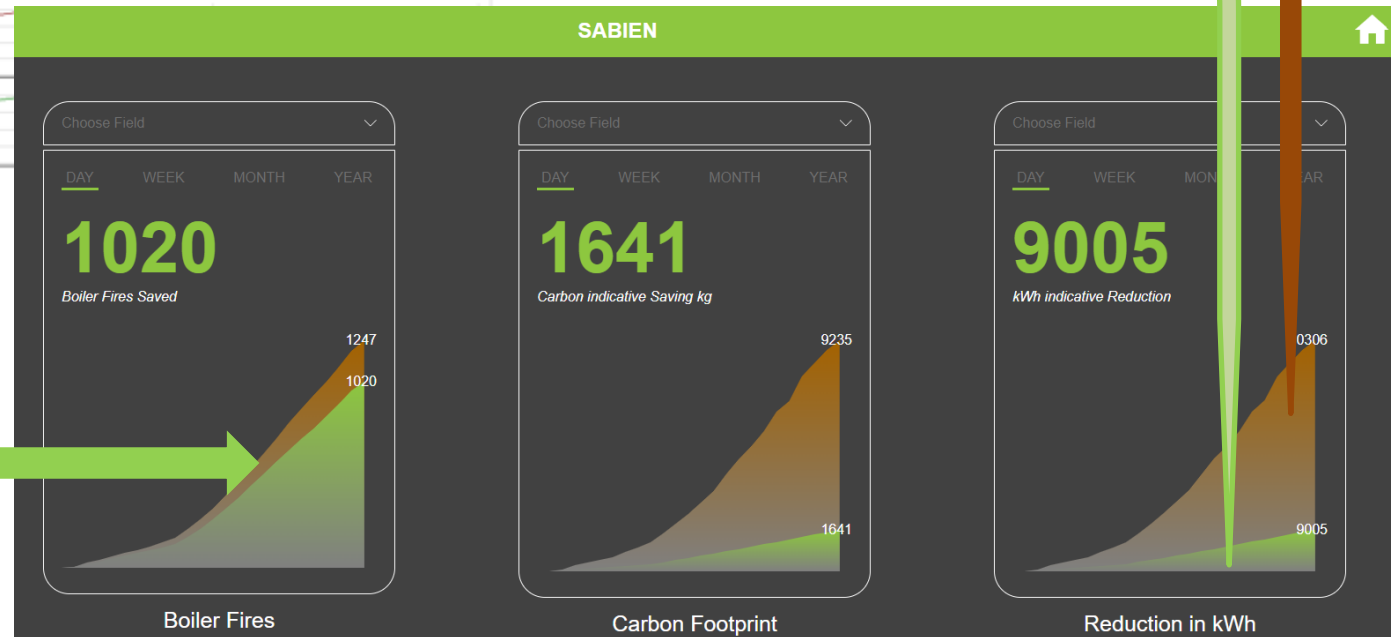 SABIEN
Choose Field
DAY WEEK MONTH YEAR
1020
Boiler Fires Saved
1247
1020
Boiler Fires
Choose Field
DAY WEEK MONTH YEAR
1641
Carbon indicative Saving kg
9235
1641
Carbon Footprint
Choose Field
DAY WEEK
9005
kWh indicative Reduction
0306
9005
Reduction in kWh